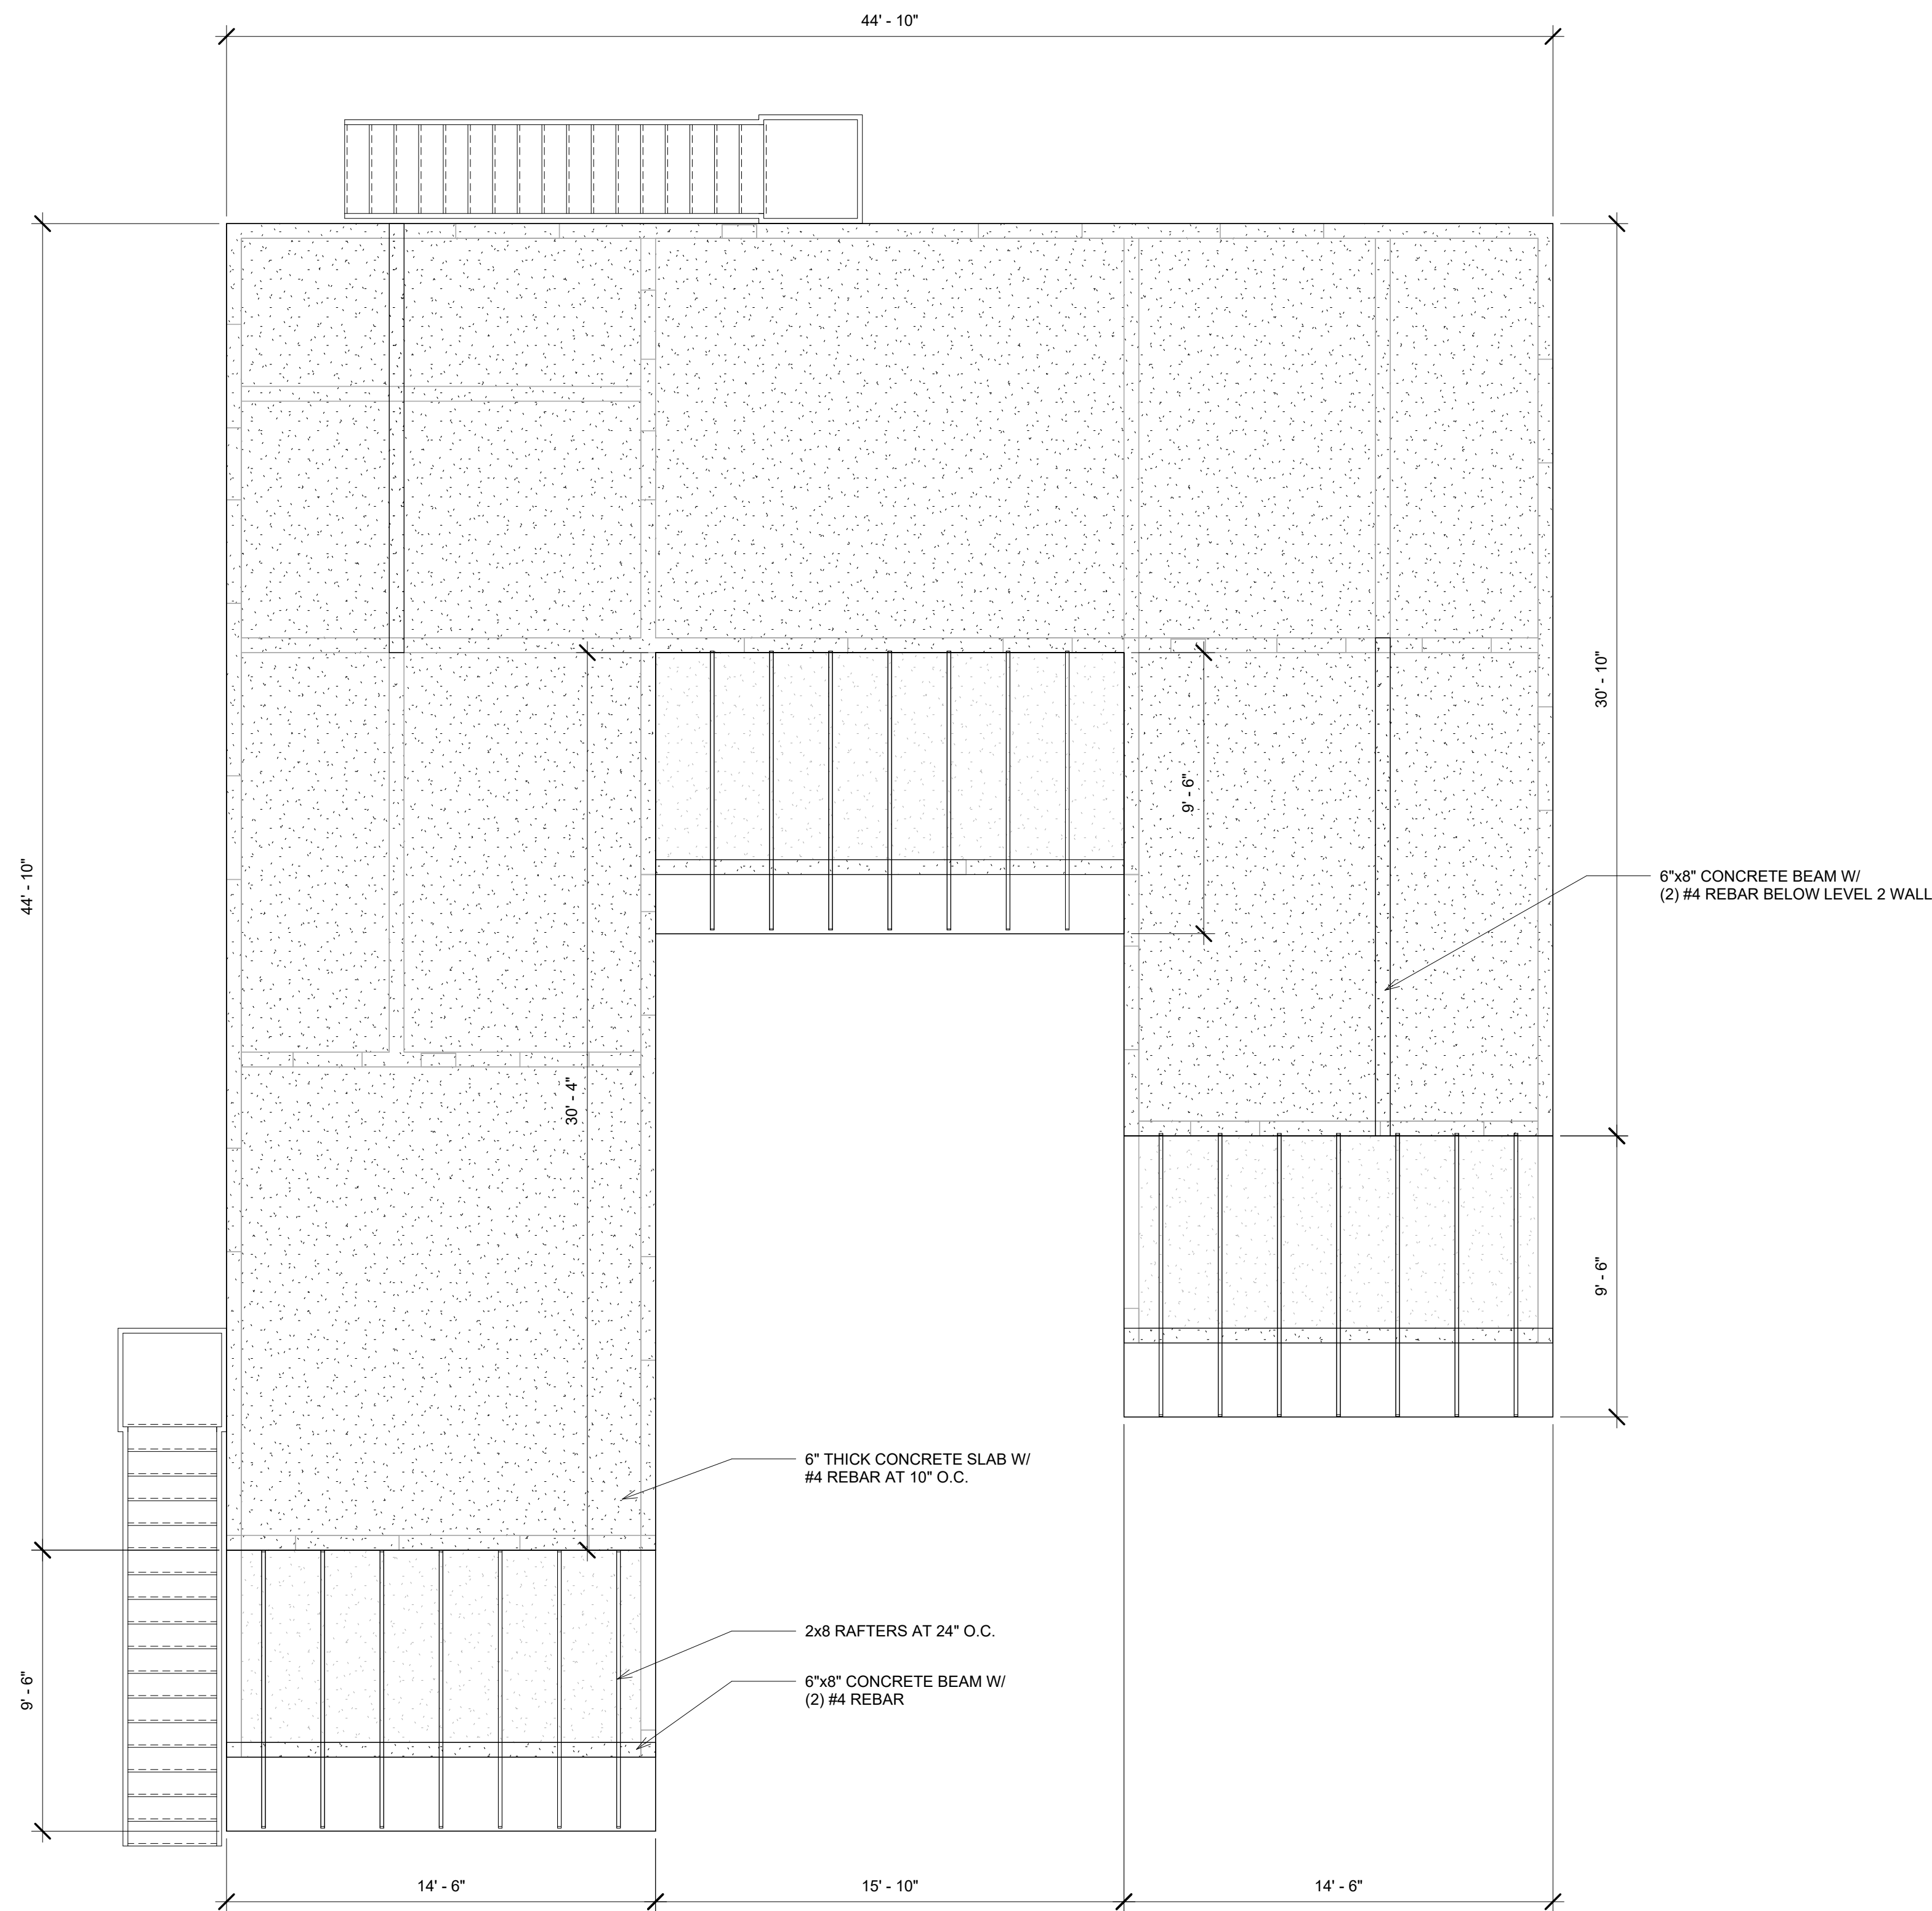 44' - 10"
44' - 10"
30' - 10"
9' - 6"
6"x8" CONCRETE BEAM W/
(2) #4 REBAR BELOW LEVEL 2 WALL
30' - 4"
9' - 6"
6" THICK CONCRETE SLAB W/
#4 REBAR AT 10" O.C.
2x8 RAFTERS AT 24" O.C.
9' - 6"
6"x8" CONCRETE BEAM W/
(2) #4 REBAR
14' - 6"
15' - 10"
14' - 6"